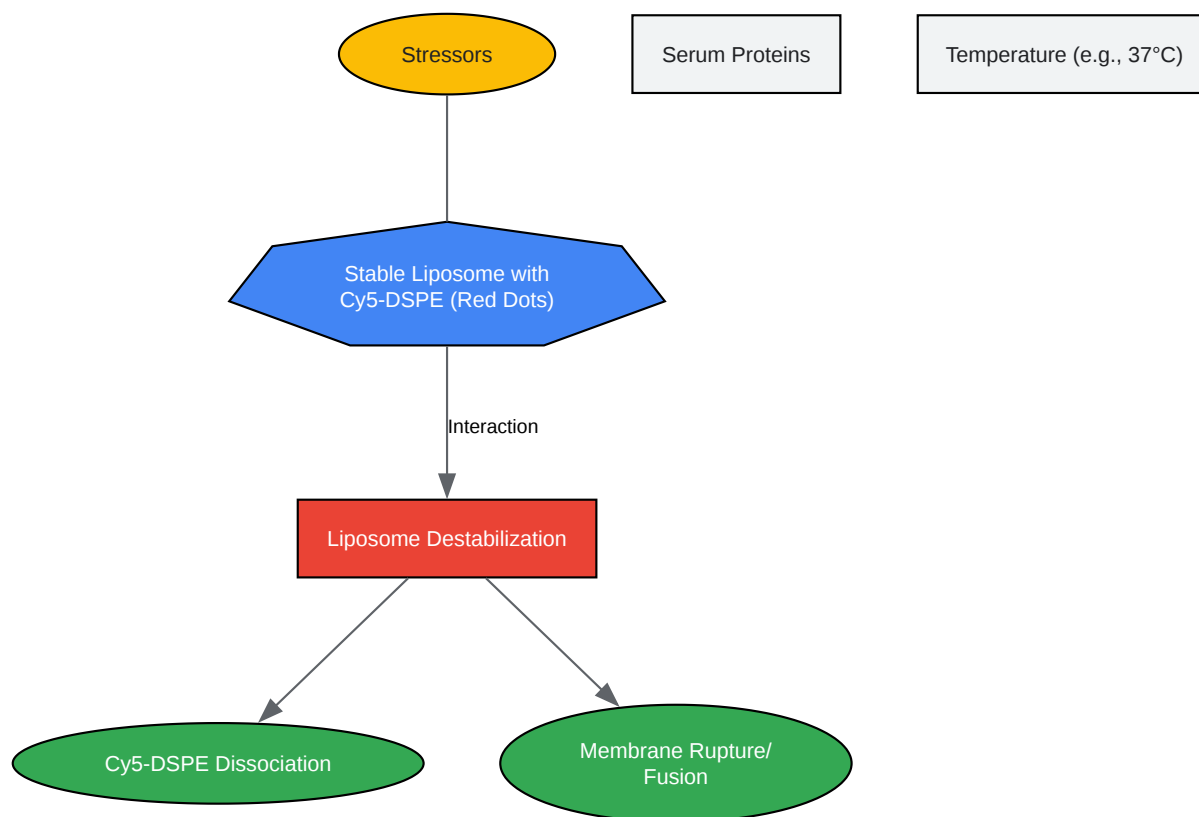 Stressors
Serum Proteins
Temperature (e.g., 37°C)
Stable Liposome with
Cy5-DSPE (Red Dots)
Interaction
Liposome Destabilization
Cy5-DSPE Dissociation
Membrane Rupture/
Fusion